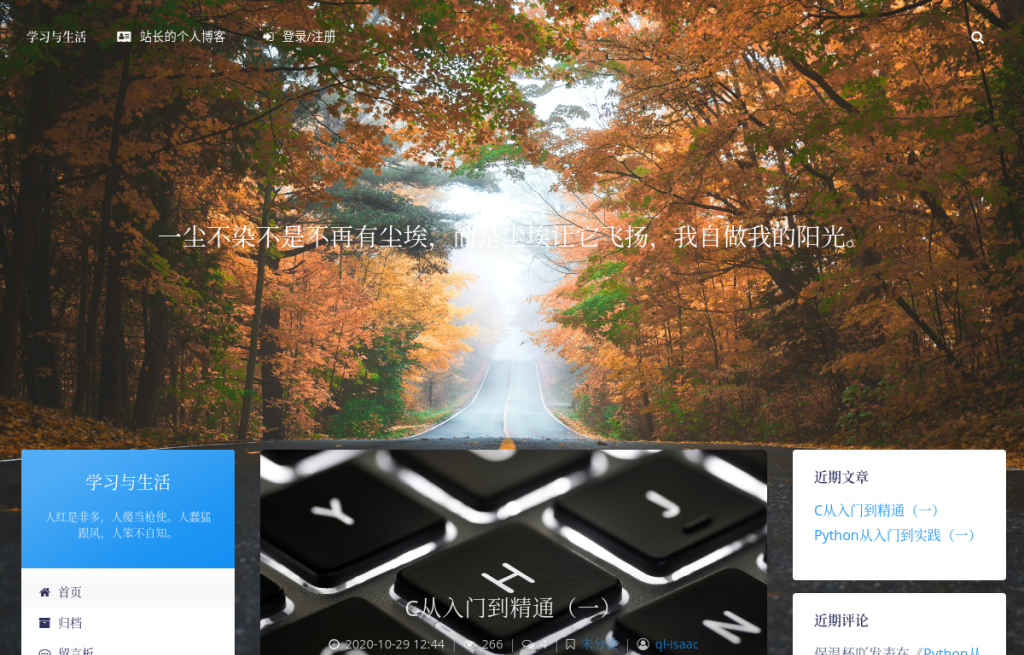 学习与生活 站长的个人博客 登录/注册
一尘不染不是不再有尘埃，而是尘埃让它飞扬，我自做我的阳光。
学习与生活
人红是非多，人傻当枪使。人蠢猛
跟风，人笨不自知。
首页
归档
留言板
Y
J
H
N
C从入门到精通（一）
2020-10-29 12:44 | 266 | 4 | 未分类 | ql-isaac
近期文章
C从入门到精通（一）
Python从入门到实践（一）
近期评论
保温杯吖发表在《Python从